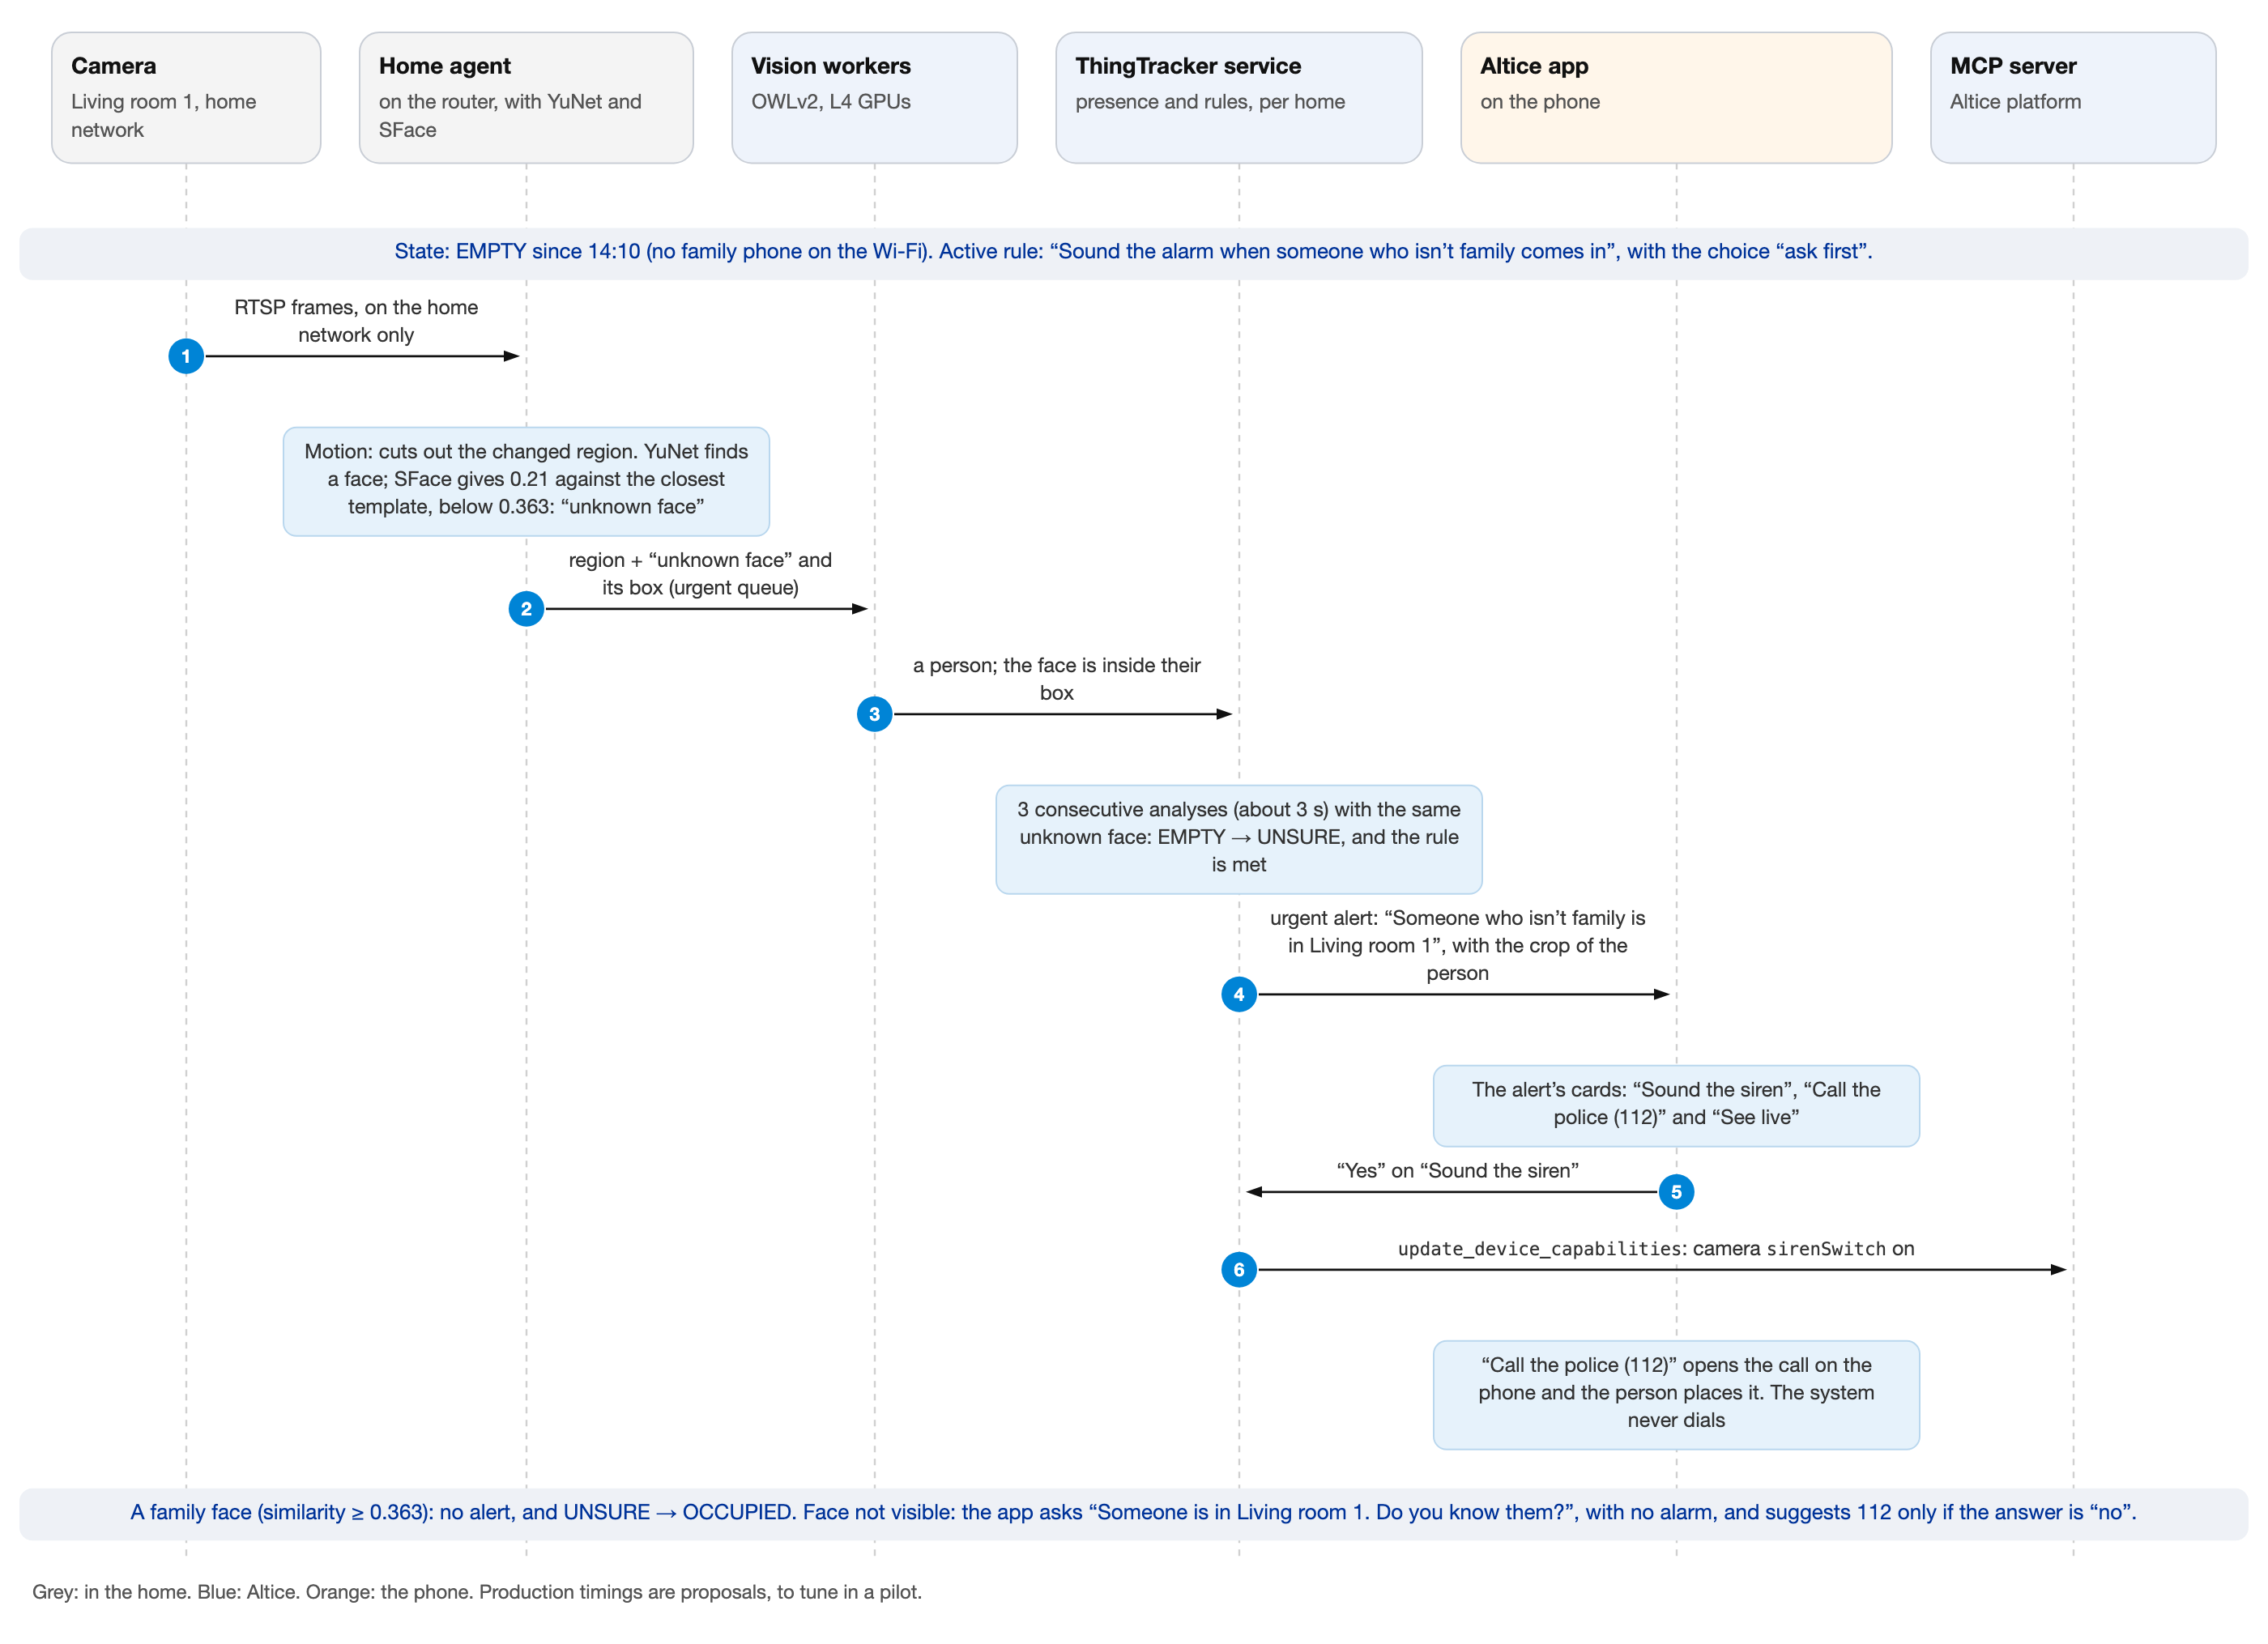 Camera
Living room 1, home
network
Home agent
on the router, with YuNet and
SFace
Vision workers
OWLv2, L4 GPUs
ThingTracker service
presence and rules, per home
Altice app
on the phone
MCP server
Altice platform
State: EMPTY since 14:10 (no family phone on the Wi-Fi). Active rule: “Sound the alarm when someone who isn’t family comes in”, with the choice “ask first”.
RTSP frames, on the home
network only
1
Motion: cuts out the changed region. YuNet finds
a face; SFace gives 0.21 against the closest
template, below 0.363: “unknown face”
region + “unknown face” and
its box (urgent queue)
2
a person; the face is inside their
box
3
3 consecutive analyses (about 3 s) with the same
unknown face: EMPTY → UNSURE, and the rule
is met
urgent alert: “Someone who isn’t family is
in Living room 1”, with the crop of the
person
4
The alert’s cards: “Sound the siren”, “Call the
police (112)” and “See live”
“Yes” on “Sound the siren”
5
update_device_capabilities: camera sirenSwitch on
6
“Call the police (112)” opens the call on the
phone and the person places it. The system
never dials
A family face (similarity ≥ 0.363): no alert, and UNSURE → OCCUPIED. Face not visible: the app asks “Someone is in Living room 1. Do you know them?”, with no alarm, and suggests 112 only if the answer is “no”.
Grey: in the home. Blue: Altice. Orange: the phone. Production timings are proposals, to tune in a pilot.